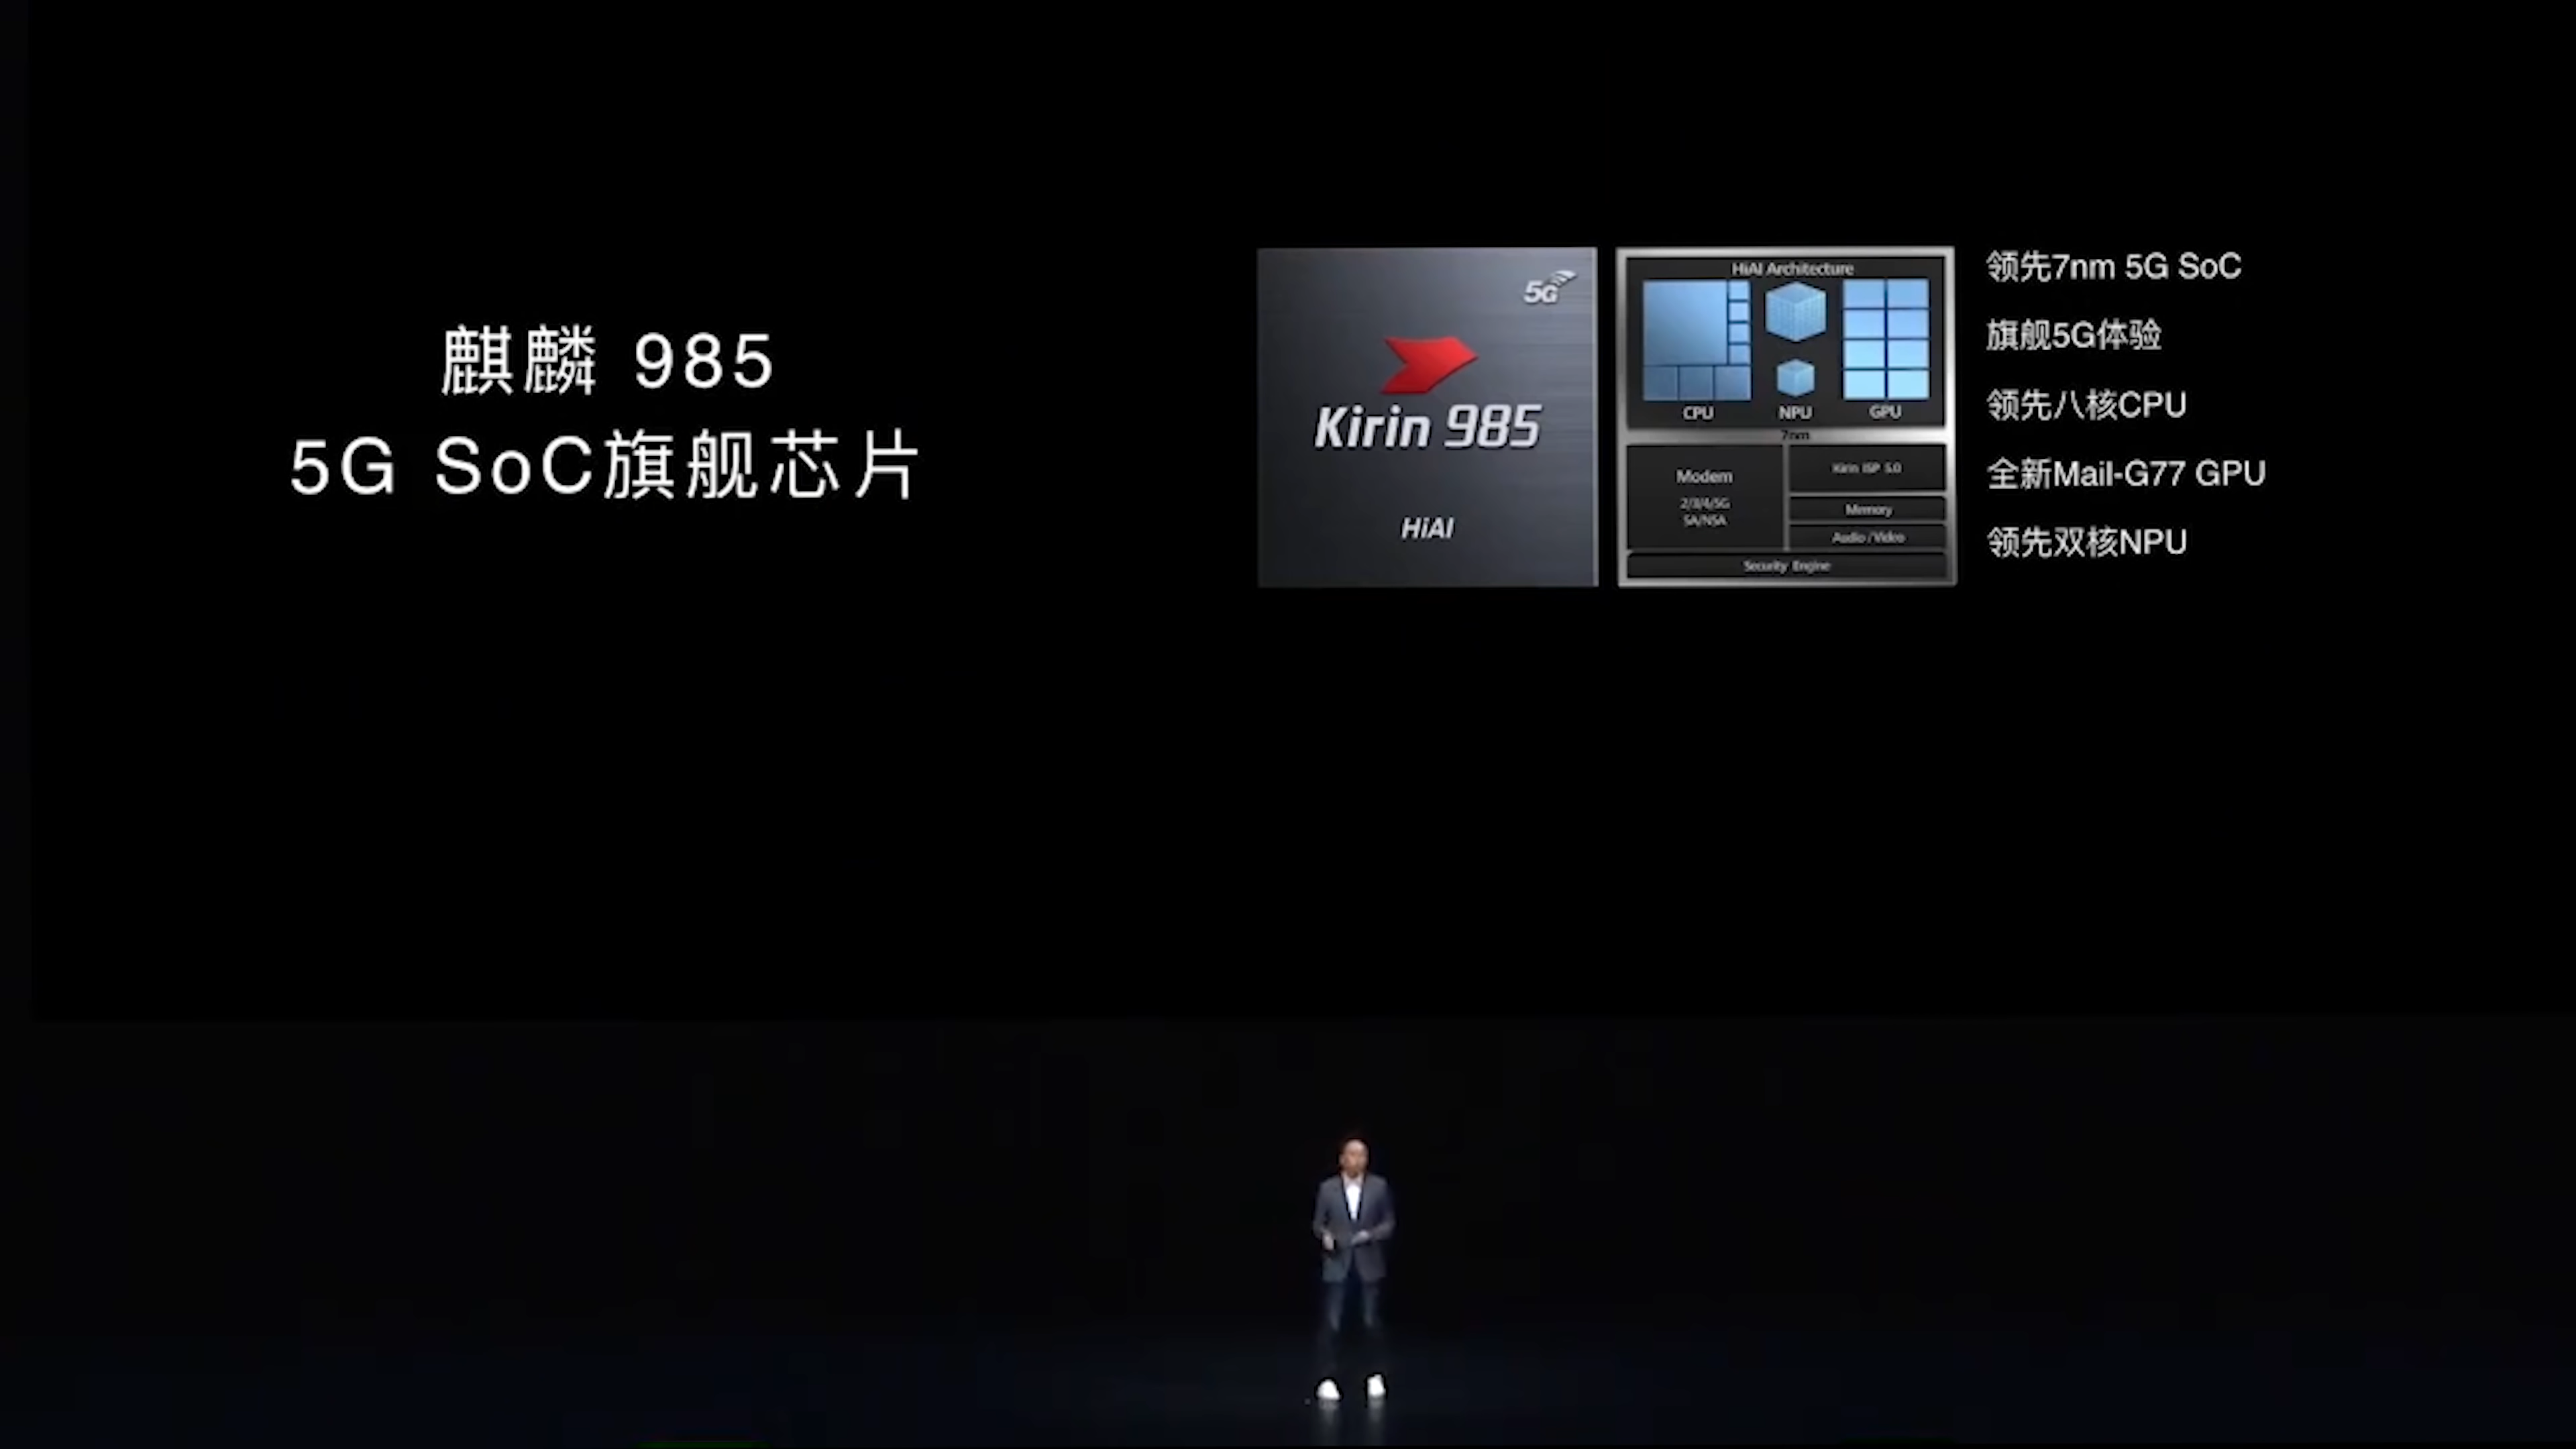 麒麟 985
5G SoC旗舰芯片
5G
Kirin 985
HiAI
HiAI Architecture
CPU
NPU
GPU
7nm
Modem
2/3/4/5G
SA/NSA
Kirin ISP 5.0
Memory
Audio / Video
Security Engine
领先7nm 5G SoC
旗舰5G体验
领先八核CPU
全新Mail-G77 GPU
领先双核NPU